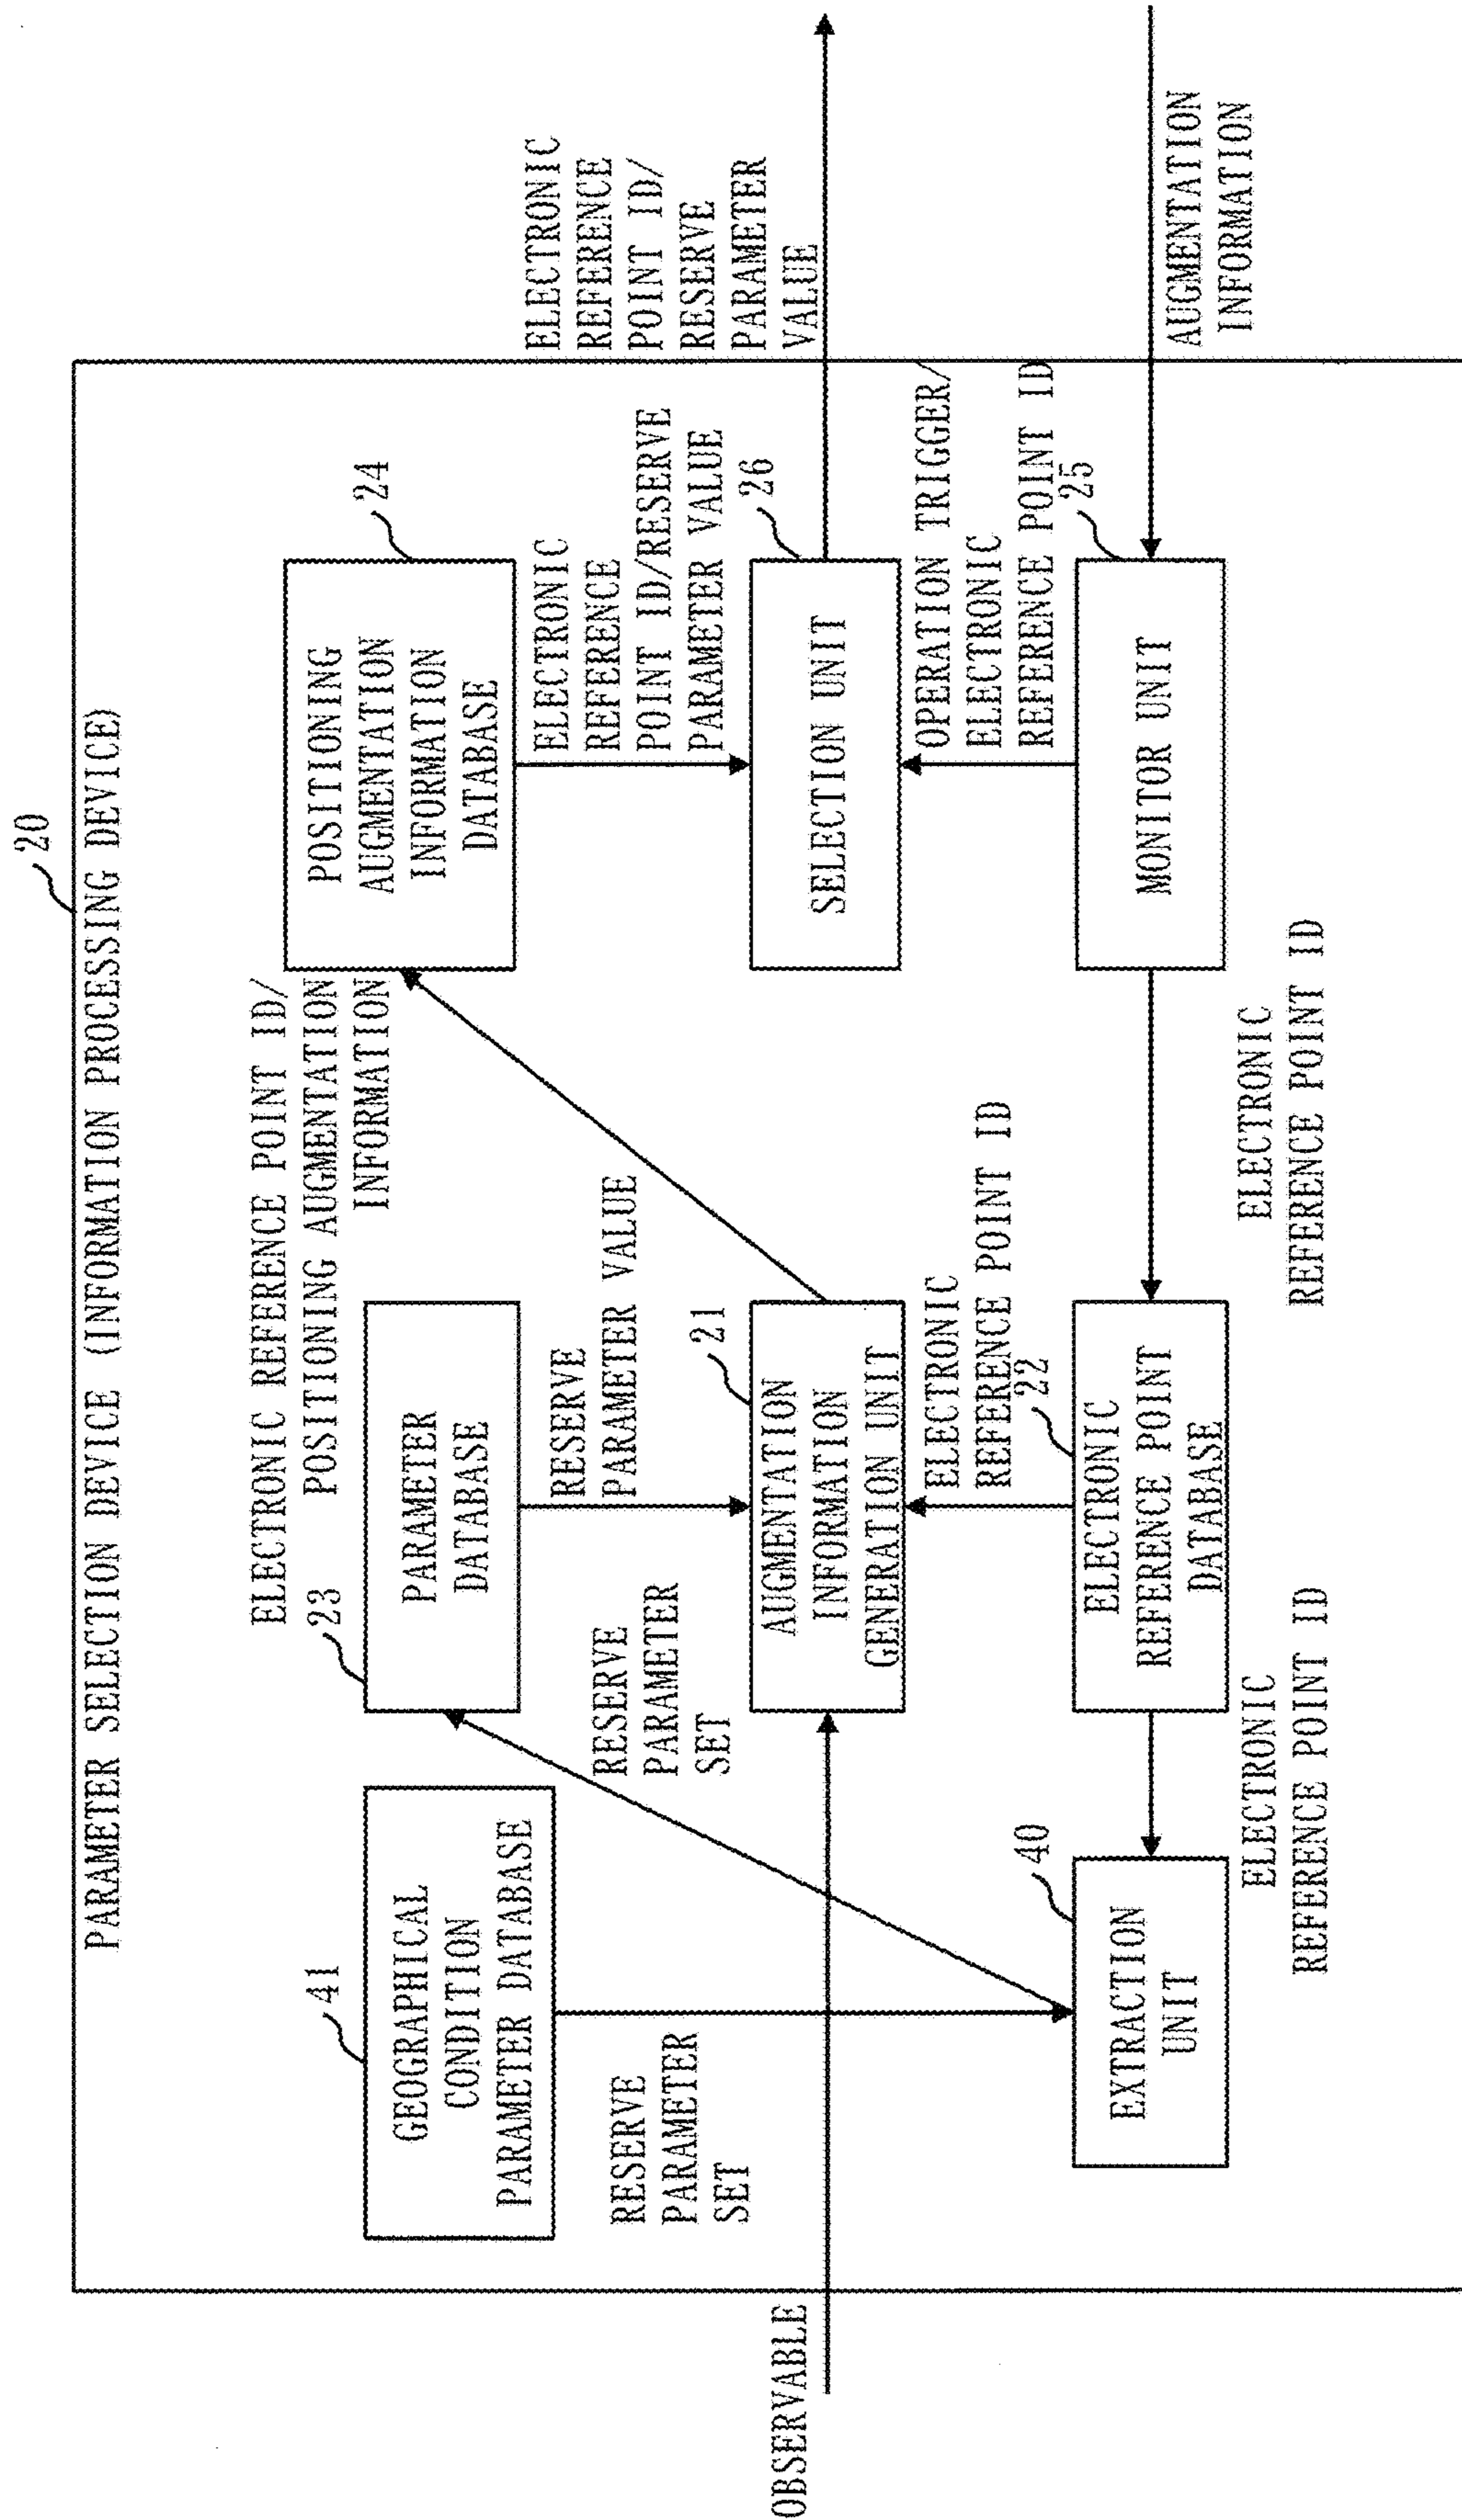 20
PARAMETER SELECTION DEVICE (INFORMATION PROCESSING DEVICE)
41
GEOGRAPHICAL
CONDITION
PARAMETER DATABASE
RESERVE
PARAMETER
SET
ELECTRONIC REFERENCE POINT ID/
POSITIONING AUGMENTATION
INFORMATION
23
PARAMETER
DATABASE
RESERVE
PARAMETER VALUE
RESERVE
PARAMETER
SET
24
POSITIONING
AUGMENTATION
INFORMATION
DATABASE
ELECTRONIC
REFERENCE
POINT ID/RESERVE
PARAMETER VALUE
ELECTRONIC
REFERENCE
POINT ID/
RESERVE
PARAMETER
VALUE
OBSERVABLE
21
AUGMENTATION
INFORMATION
GENERATION UNIT
26
SELECTION UNIT
ELECTRONIC
REFERENCE POINT ID
OPERATION TRIGGER/
ELECTRONIC
REFERENCE POINT ID
40
EXTRACTION
UNIT
22
ELECTRONIC
REFERENCE POINT
DATABASE
25
MONITOR UNIT
AUGMENTATION
INFORMATION
ELECTRONIC
REFERENCE POINT ID
ELECTRONIC
REFERENCE POINT ID